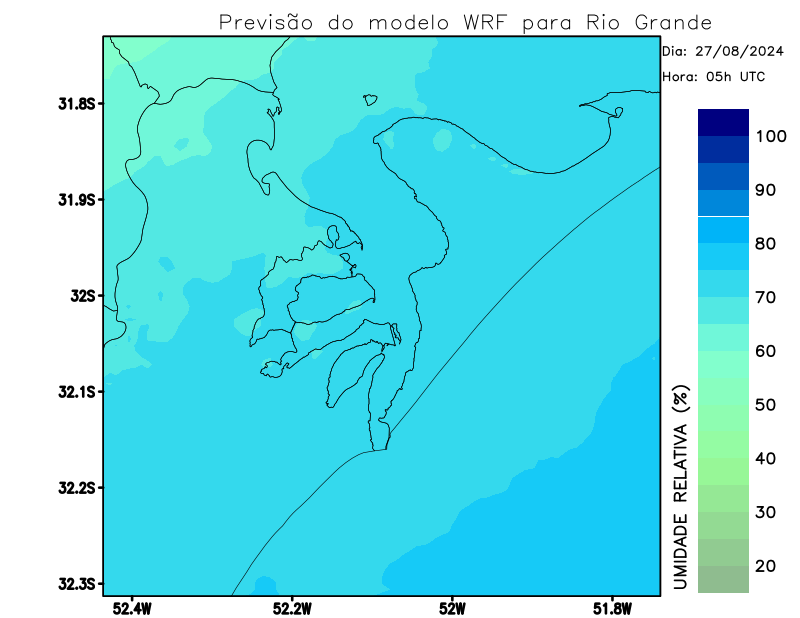 Previsão do modelo WRF para Rio Grande
Dia: 27/08/2024
Hora: 05h UTC
31.8S
31.9S
32S
32.1S
32.2S
32.3S
52.4W
52.2W
52W
51.8W
100
90
80
70
60
50
40
30
20
UMIDADE RELATIVA (%)